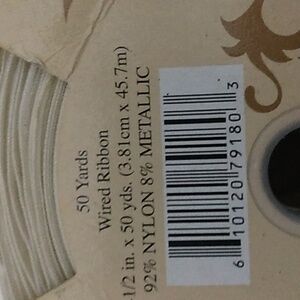 50 Yards
Wired Ribbon
1/2 in. x 50 yds. (3.81cm x 45.7m)
92% NYLON 8% METALLIC
6 10120 79180 3